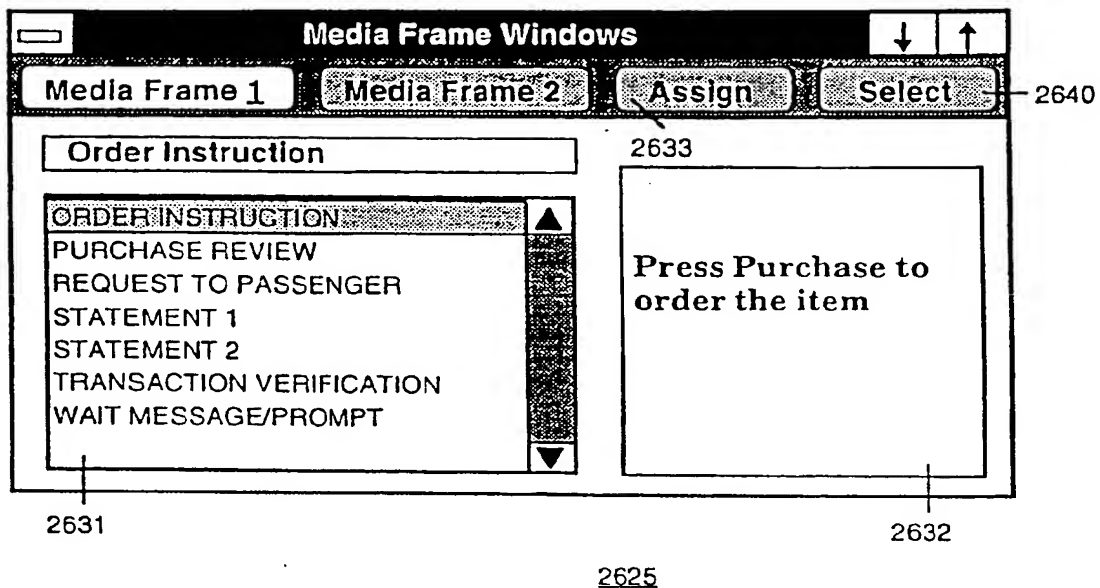 Media Frame Windows
Media Frame 1 Media Frame 2 Assign Select 2640
Order Instruction 2633
ORDER INSTRUCTION
PURCHASE REVIEW
REQUEST TO PASSENGER
STATEMENT 1
STATEMENT 2
TRANSACTION VERIFICATION
WAIT MESSAGE/PROMPT
Press Purchase to
order the item
2631 2632
2625